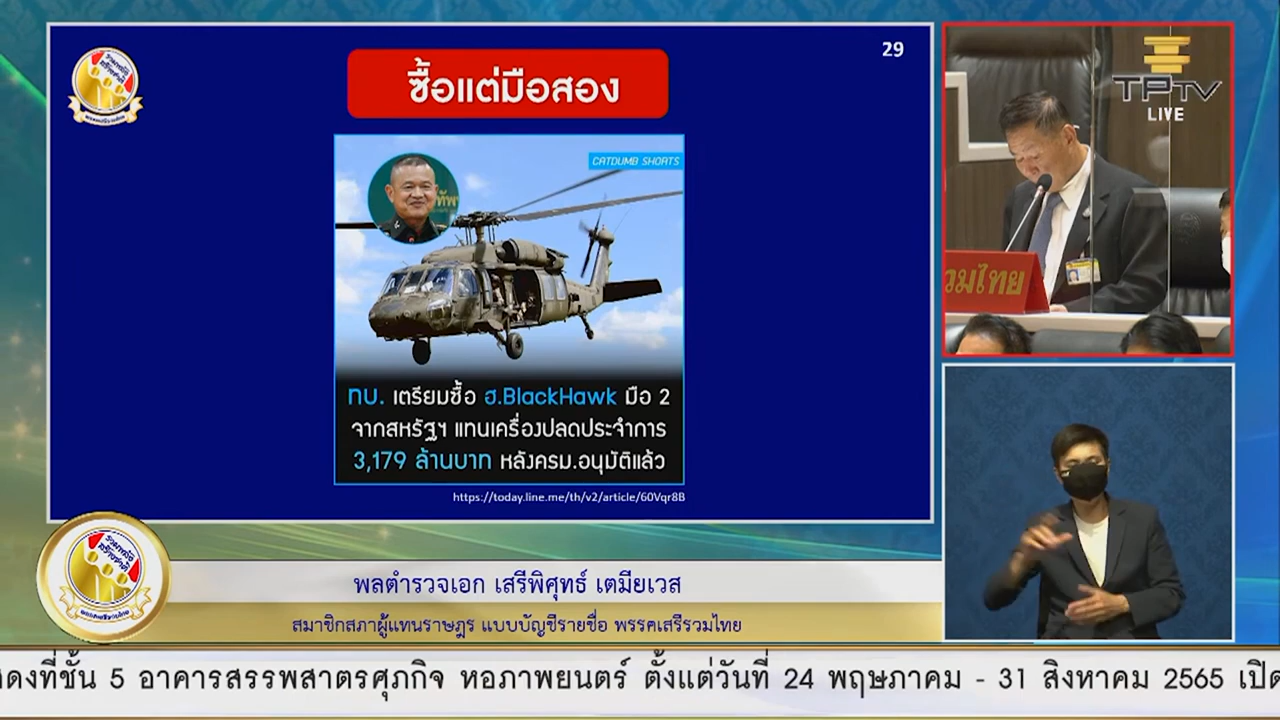 29
ซื้อแต่มือสอง
CATDUMB SHORTS
ทบ. เตรียมซื้อ ฮ.BlackHawk มือ 2
จากสหรัฐฯ แทนเครื่องปลดประจำการ
3,179 ล้านบาท หลังครม.อนุมัติแล้ว
https://today.line.me/th/v2/article/60Vqr8B
TPTV
LIVE
รวมไทย
พลตำรวจเอก เสรีพิศุทธ์ เตมียเวส
สมาชิกสภาผู้แทนราษฎร แบบบัญชีรายชื่อ พรรคเสรีรวมไทย
สดงที่ชั้น 5 อาคารสรรพสาตรศุภกิจ หอภาพยนตร์ ตั้งแต่วันที่ 24 พฤษภาคม - 31 สิงหาคม 2565 เปิด